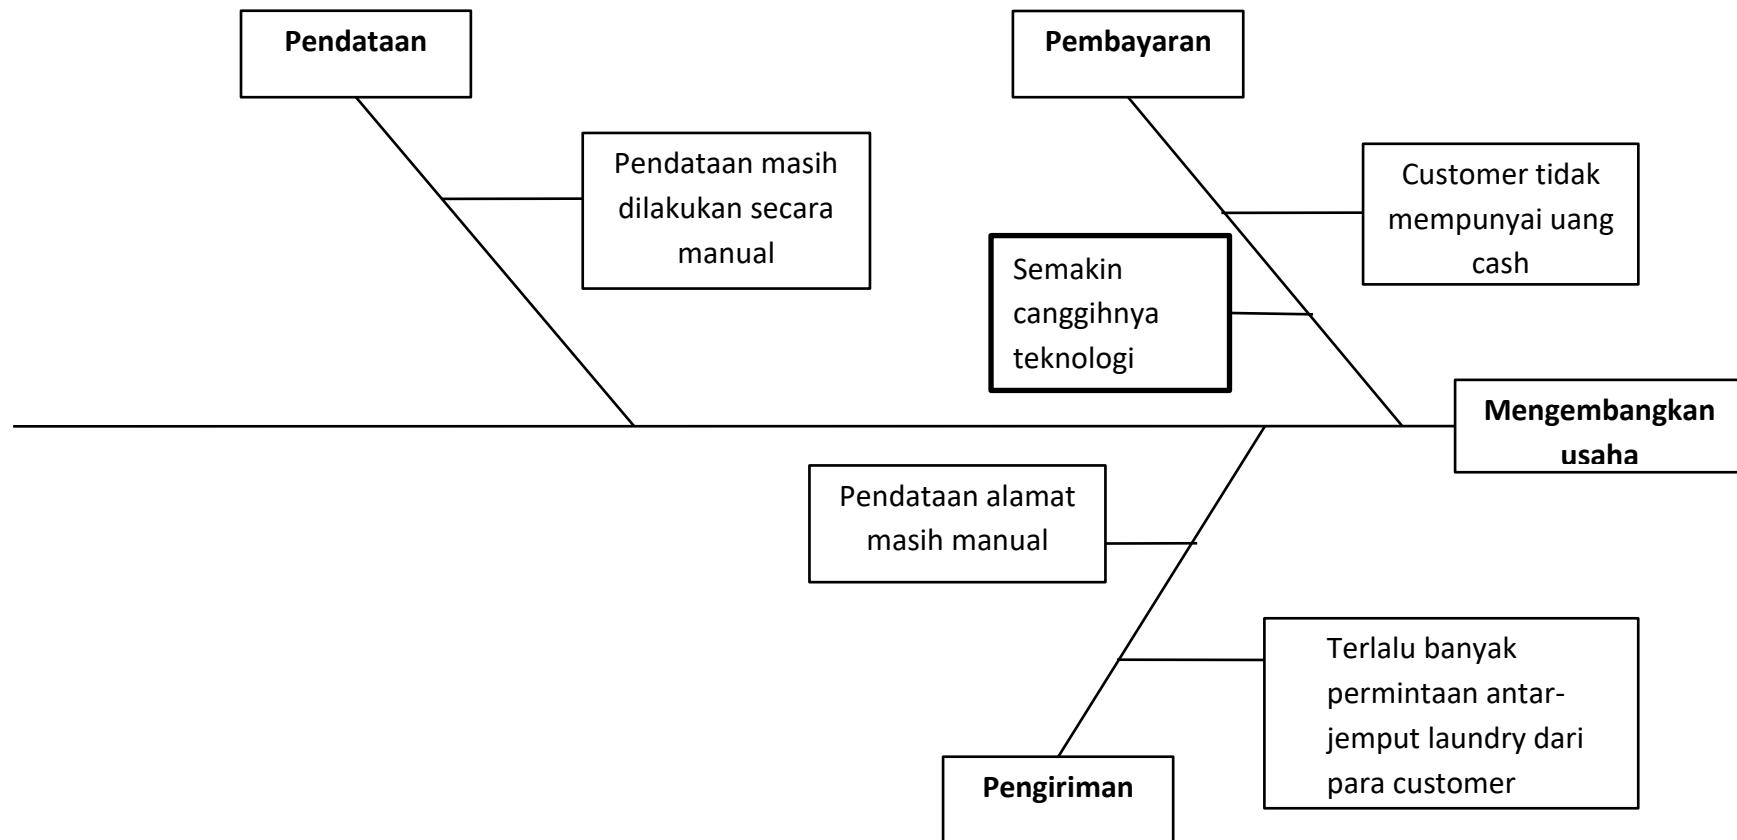 Pendataan
Pembayaran
Pendataan masih
dilakukan secara
manual
Customer tidak
mempunyai uang
cash
Semakin
canggihnya
teknologi
Mengembangkan
usaha
Pendataan alamat
masih manual
Terlalu banyak
permintaan antar-
jemput laundry dari
para customer
Pengiriman